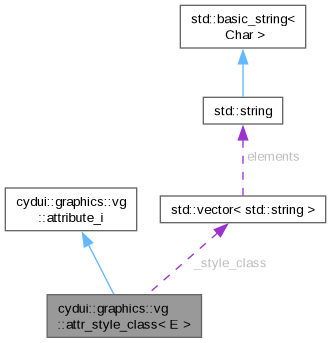 std::basic_string<
Char >
std::string
elements
cydui::graphics::vg
::attribute_i
std::vector< std::string >
_style_class
cydui::graphics::vg
::attr_style_class< E >